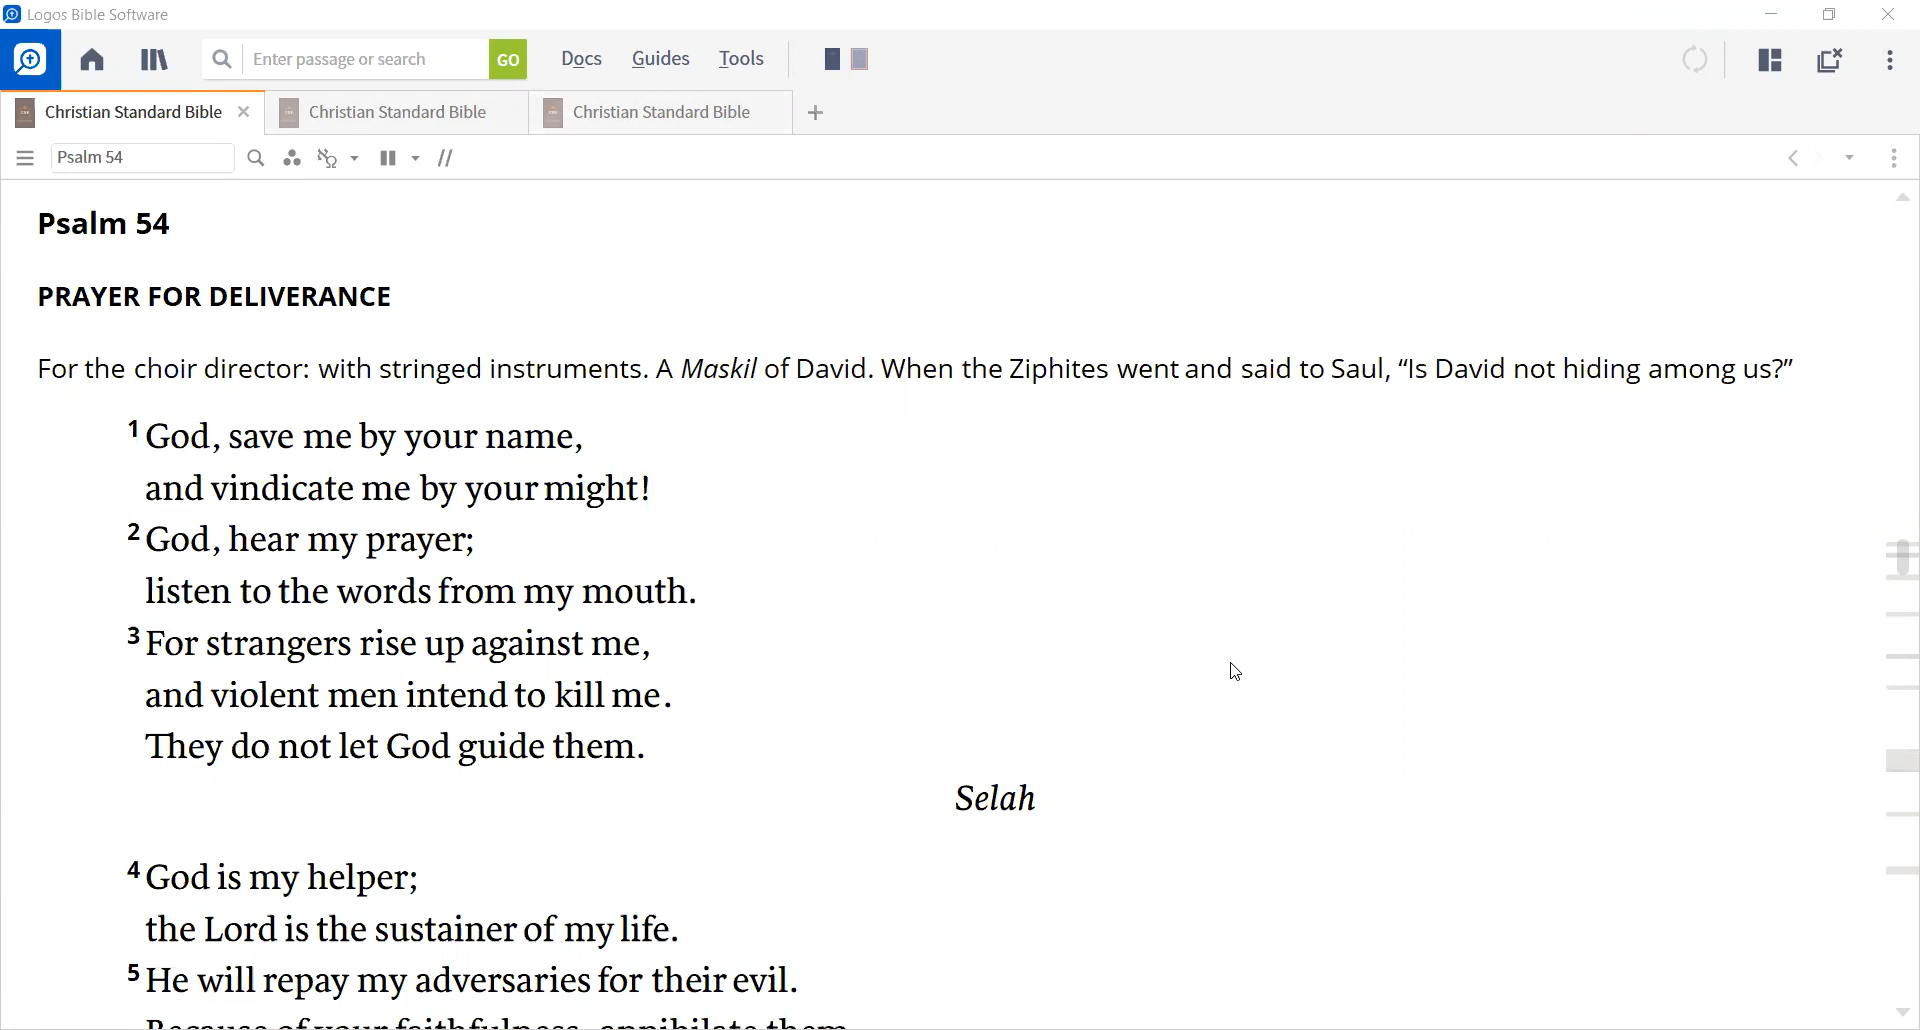 Logos Bible Software
Enter passage or search GO Docs Guides Tools
Christian Standard Bible Christian Standard Bible Christian Standard Bible
Psalm 54
Psalm 54
PRAYER FOR DELIVERANCE
For the choir director: with stringed instruments. A Maskil of David. When the Ziphites went and said to Saul, “Is David not hiding among us?”
1 God, save me by your name,
and vindicate me by your might!
2 God, hear my prayer;
listen to the words from my mouth.
3 For strangers rise up against me,
and violent men intend to kill me.
They do not let God guide them.
Selah
4 God is my helper;
the Lord is the sustainer of my life.
5 He will repay my adversaries for their evil.
Because of your faithfulness, annihilate them.